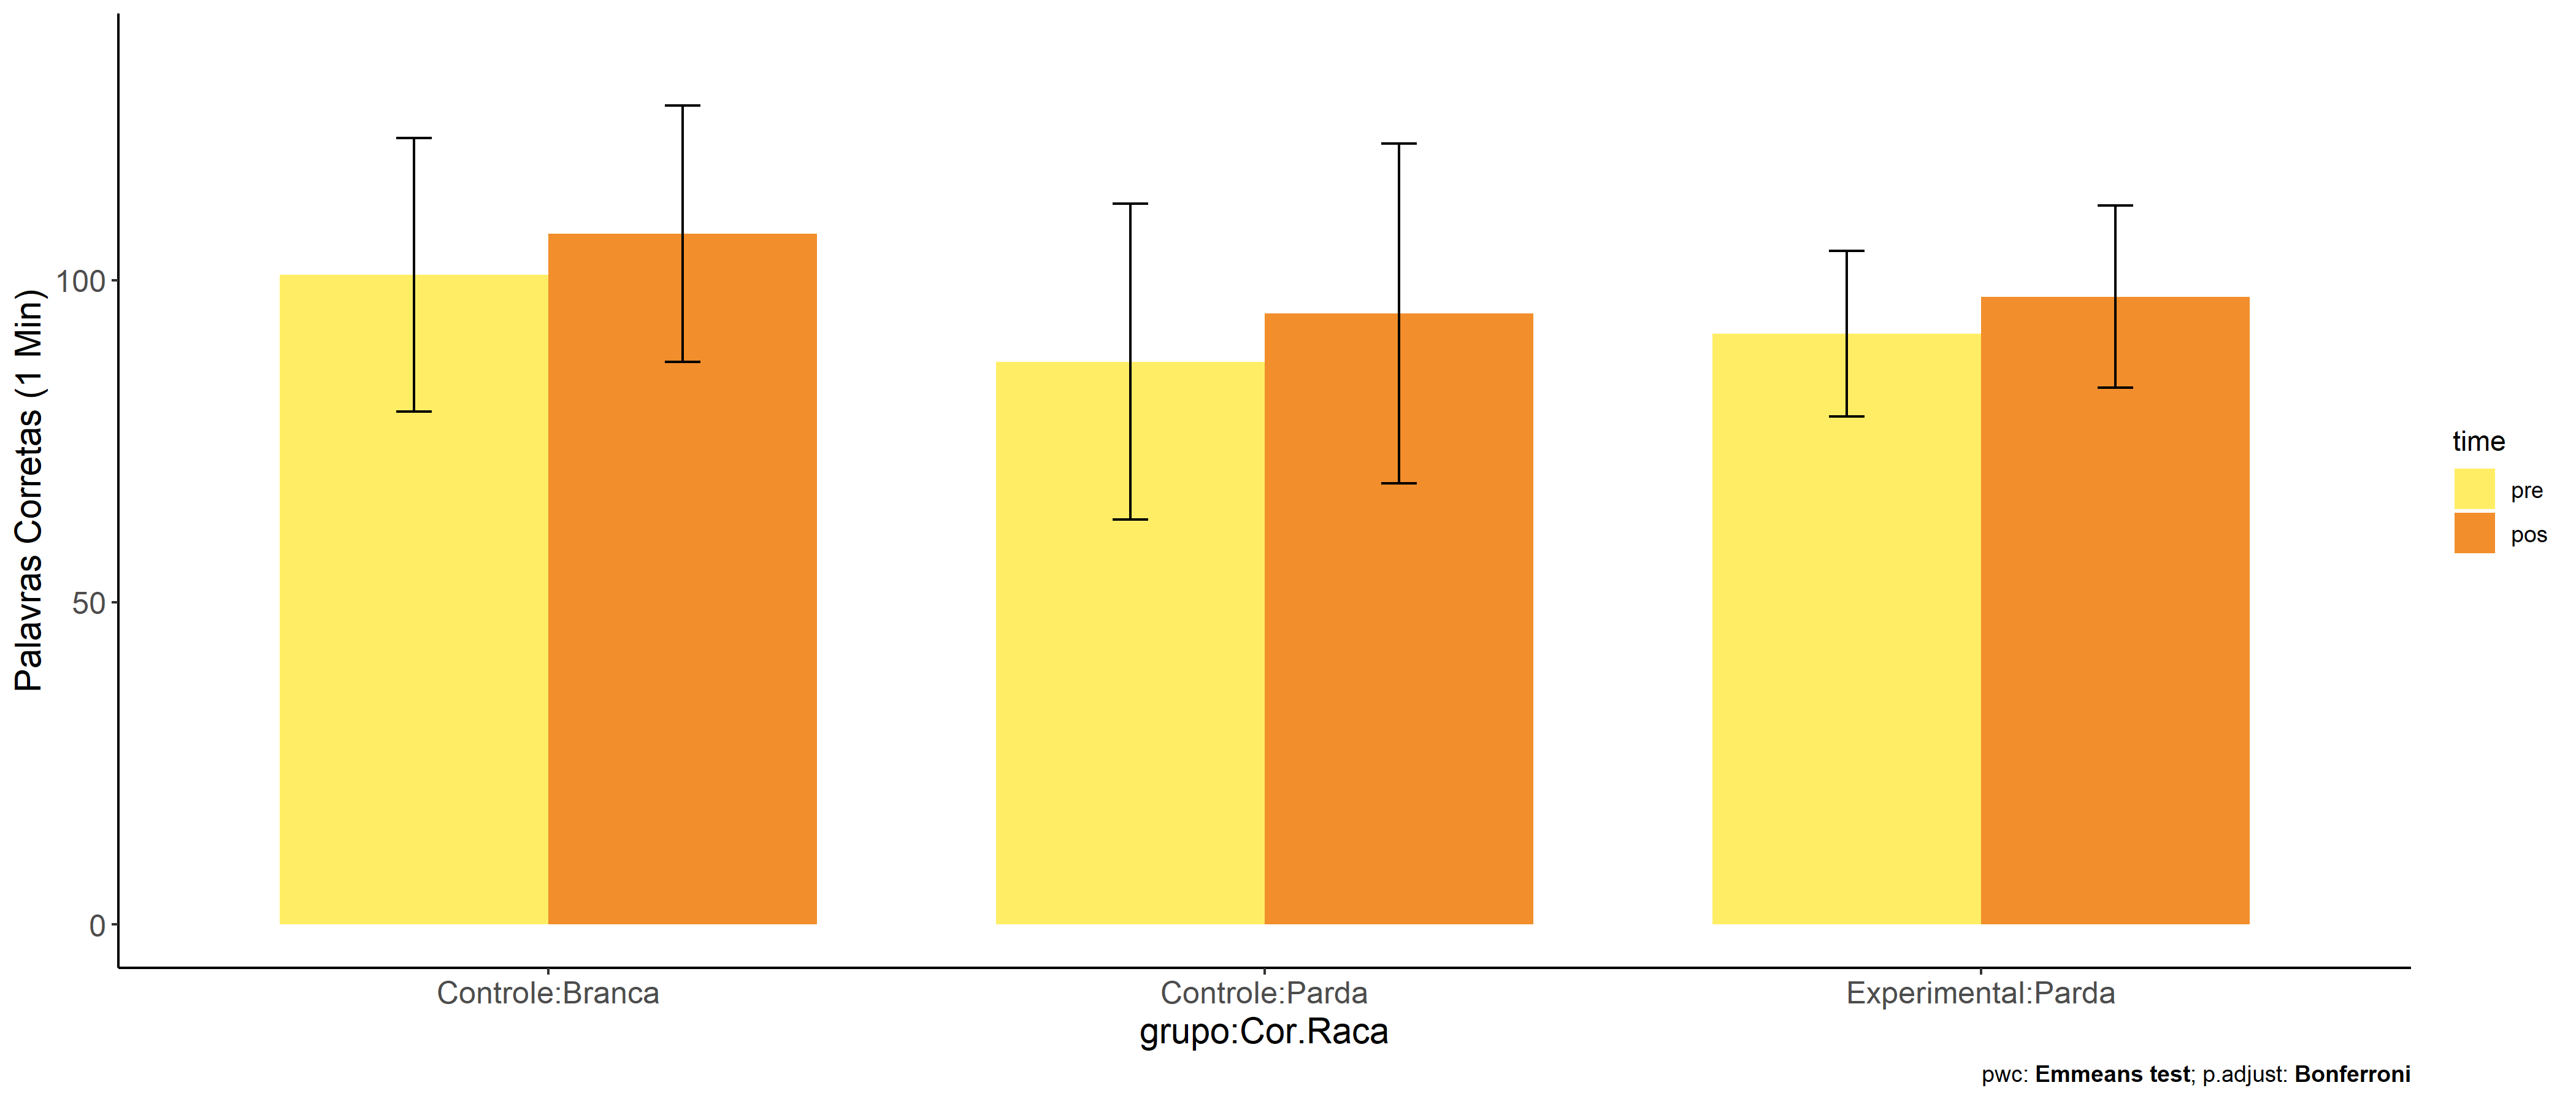 Palavras Corretas (1 Min)
100
50
0
Controle:Branca
Controle:Parda
Experimental:Parda
grupo:Cor.Raca
time
pre
pos
pwc: Emmeans test; p.adjust: Bonferroni